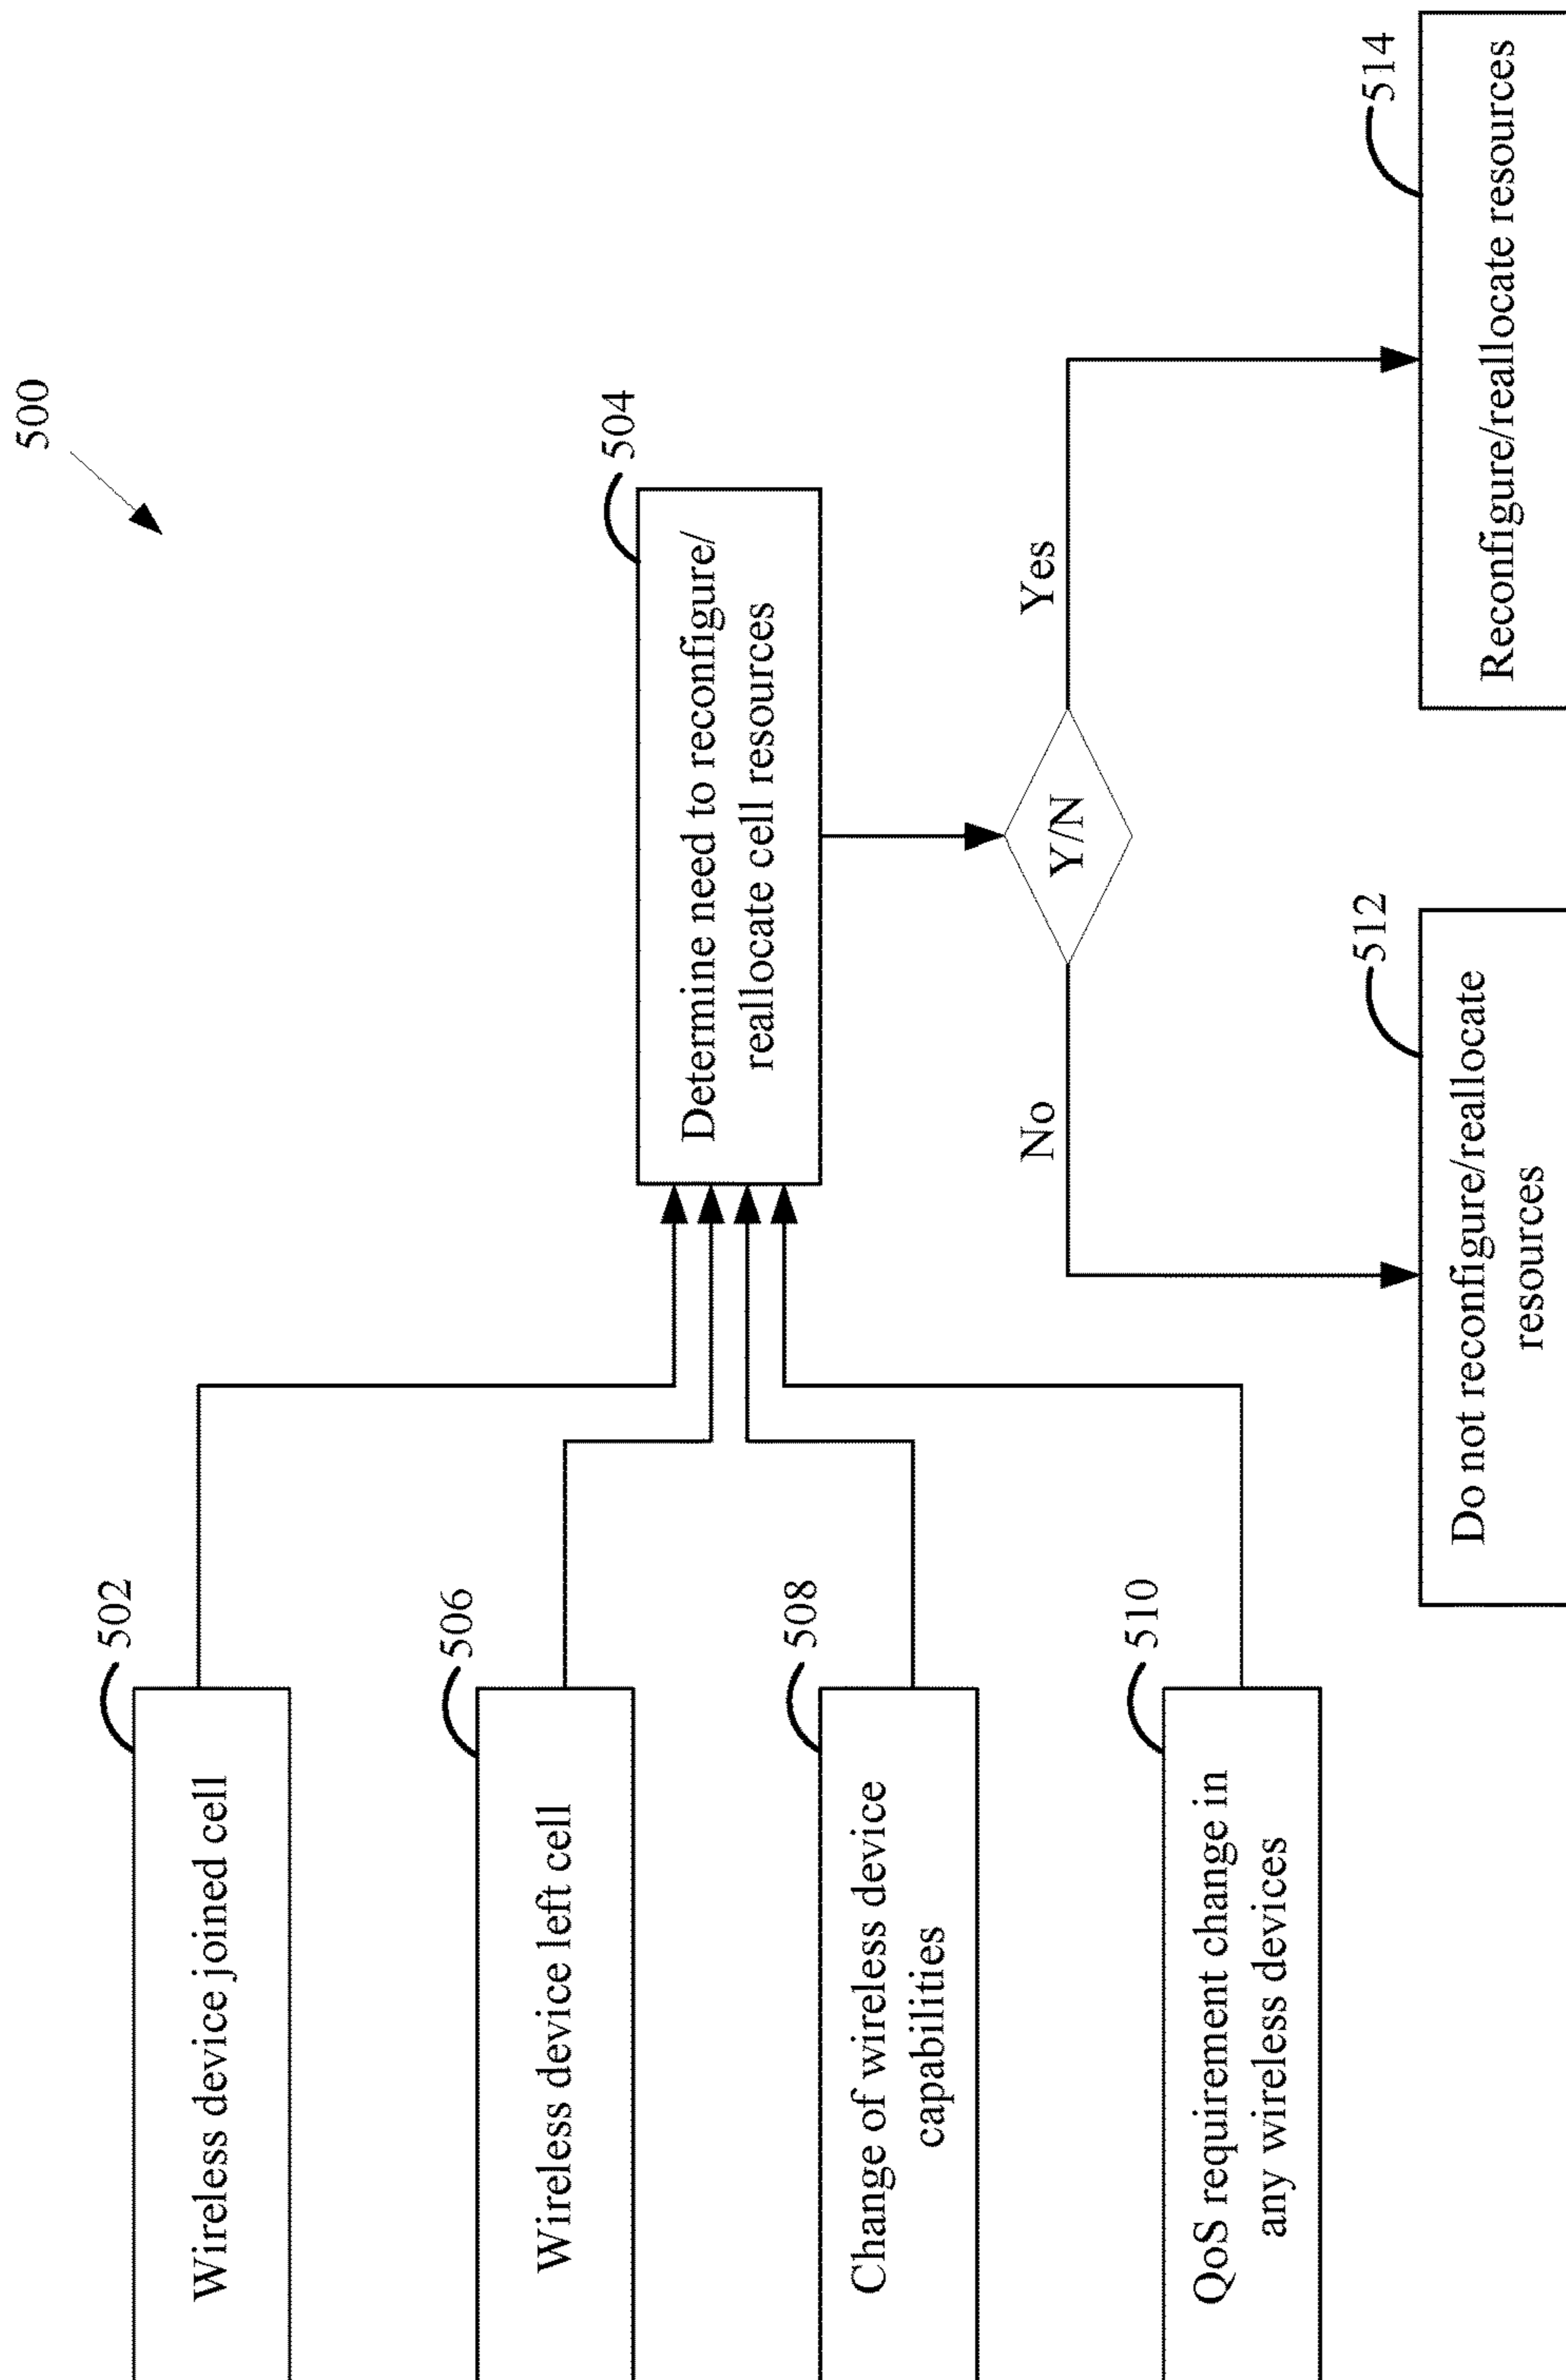 500
502
Wireless device joined cell
506
Wireless device left cell
508
Change of wireless device
capabilities
510
QoS requirement change in
any wireless devices
504
Determine need to reconfigure/
reallocate cell resources
Y/N
No
Yes
512
Do not reconfigure/reallocate
resources
514
Reconfigure/reallocate resources